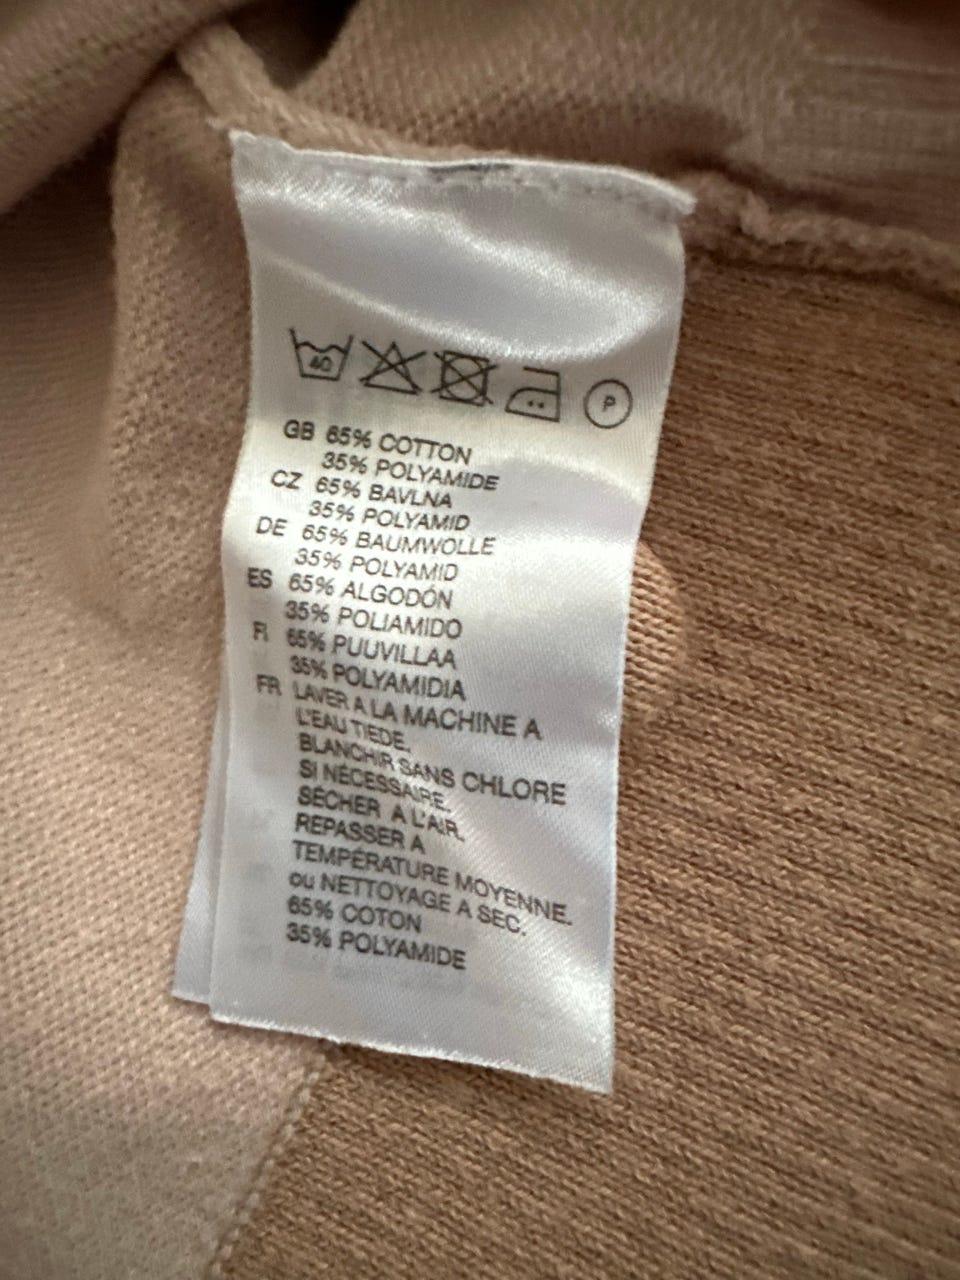 40 P
GB 65% COTTON
35% POLYAMIDE
CZ 65% BAVLNA
35% POLYAMID
DE 65% BAUMWOLLE
35% POLYAMID
ES 65% ALGODÓN
35% POLIAMIDO
FI 65% PUUVILLAA
35% POLYAMIDIA
FR LAVER A LA MACHINE A
L'EAU TIEDE.
BLANCHIR SANS CHLORE
SI NÉCESSAIRE.
SÉCHER A L'AIR.
REPASSER A
TEMPÉRATURE MOYENNE.
ou NETTOYAGE A SEC.
65% COTON
35% POLYAMIDE